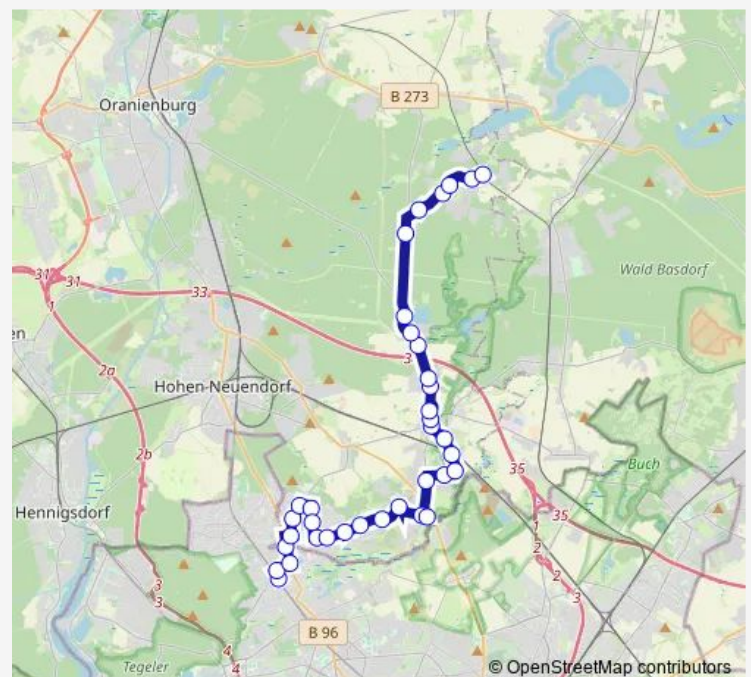 Oranienburg
B 273
Wald Basdorf
31
31
1
33
en
2a
3
Hohen Neuendorf
2b
35
Buch
Hennigsdorf
35
1
2
2
3
3
3
B 96
4
4
Tegeler
© OpenStreetMap contributors